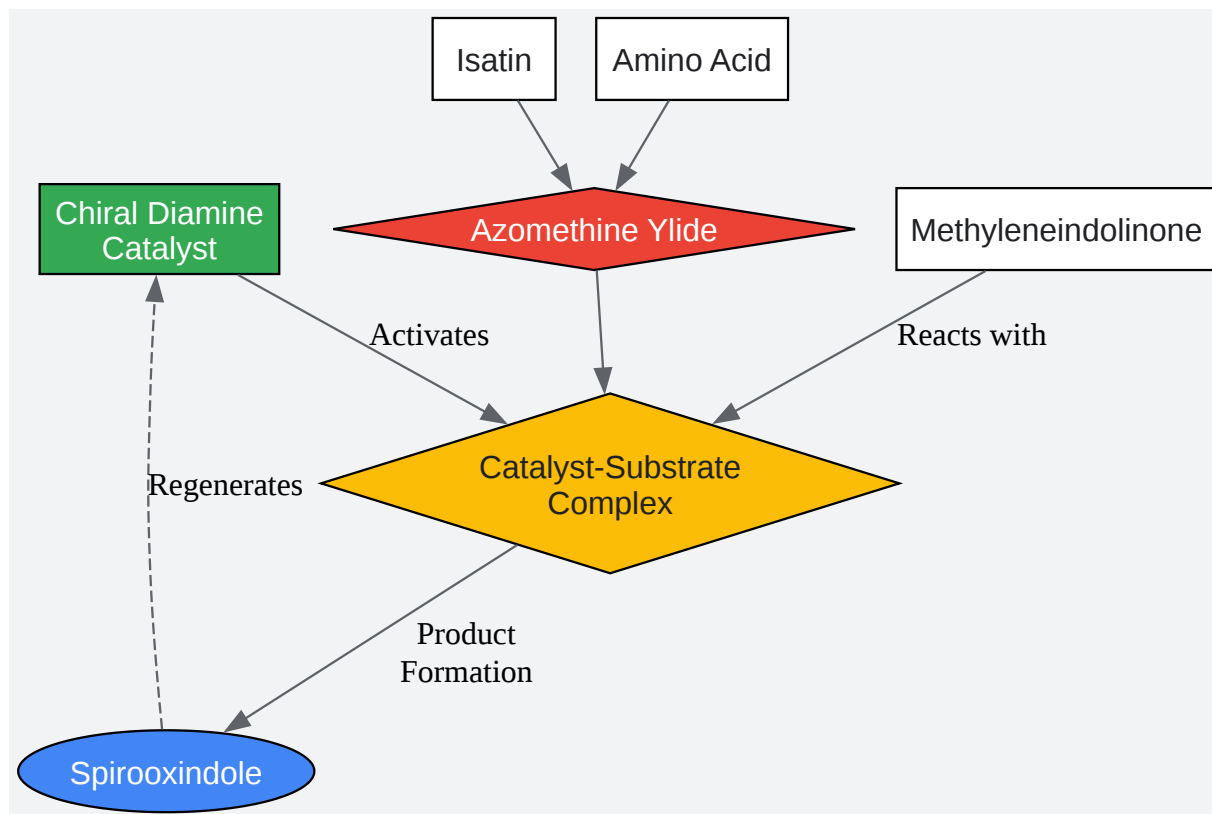 Isatin
Amino Acid
Chiral Diamine
Catalyst
Azomethine Ylide
Methyleneindolinone
Activates
Reacts with
Catalyst-Substrate
Complex
Regenerates
Product
Formation
Spirooxindole